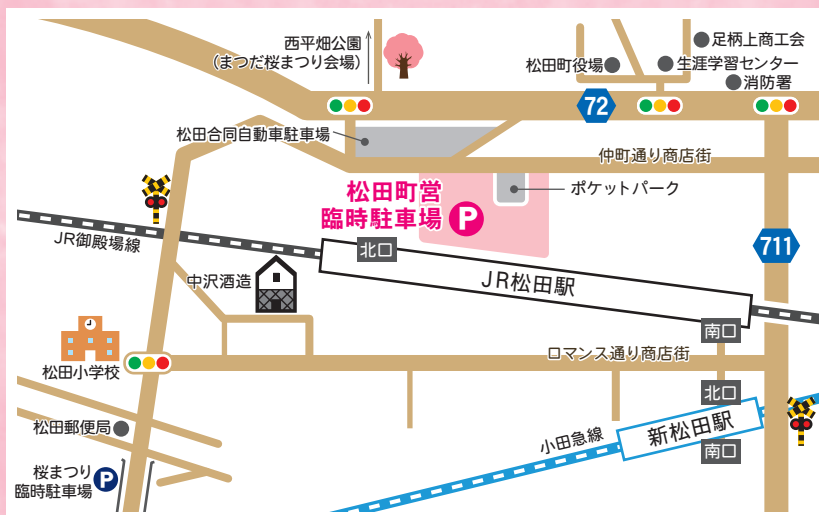 西平畑公園
(まつだ桜まつり会場)
足柄上商工会
松田町役場
生涯学習センター
消防署
72
松田合同自動車駐車場
仲町通り商店街
松田町営
臨時駐車場
P
ポケットパーク
JR御殿場線
北口
711
中沢酒造
JR松田駅
南口
ロマンス通り商店街
松田小学校
北口
松田郵便局
小田急線
新松田駅
南口
桜まつり
臨時駐車場
P